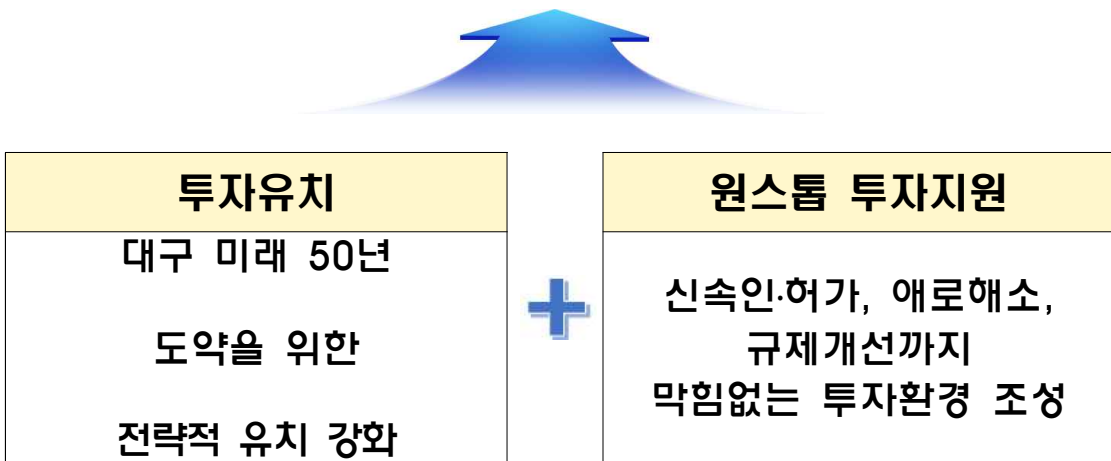 투자유치
대구 미래 50년
도약을 위한
전략적 유치 강화
원스톱 투자지원
신속인·허가, 애로해소,
규제개선까지
막힘없는 투자환경 조성